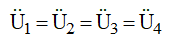 Ü₁ = Ü₂ = Ü₃ = Ü₄